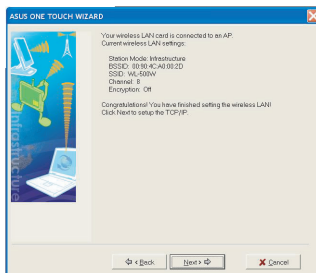 ASUS ONE TOUCH WIZARD
Your wireless LAN card is connected to an AP.
Current wireless LAN settings:
Station Mode: Infrastructure
BSSID: 00:90:4C:A0:00:2D
SSID: WL-500W
Channel: 8
Encryption: Off
Congratulations! You have finished setting the wireless LAN!
Click Next to setup the TCP/IP.
infrastructure
< Back
Next >
Cancel